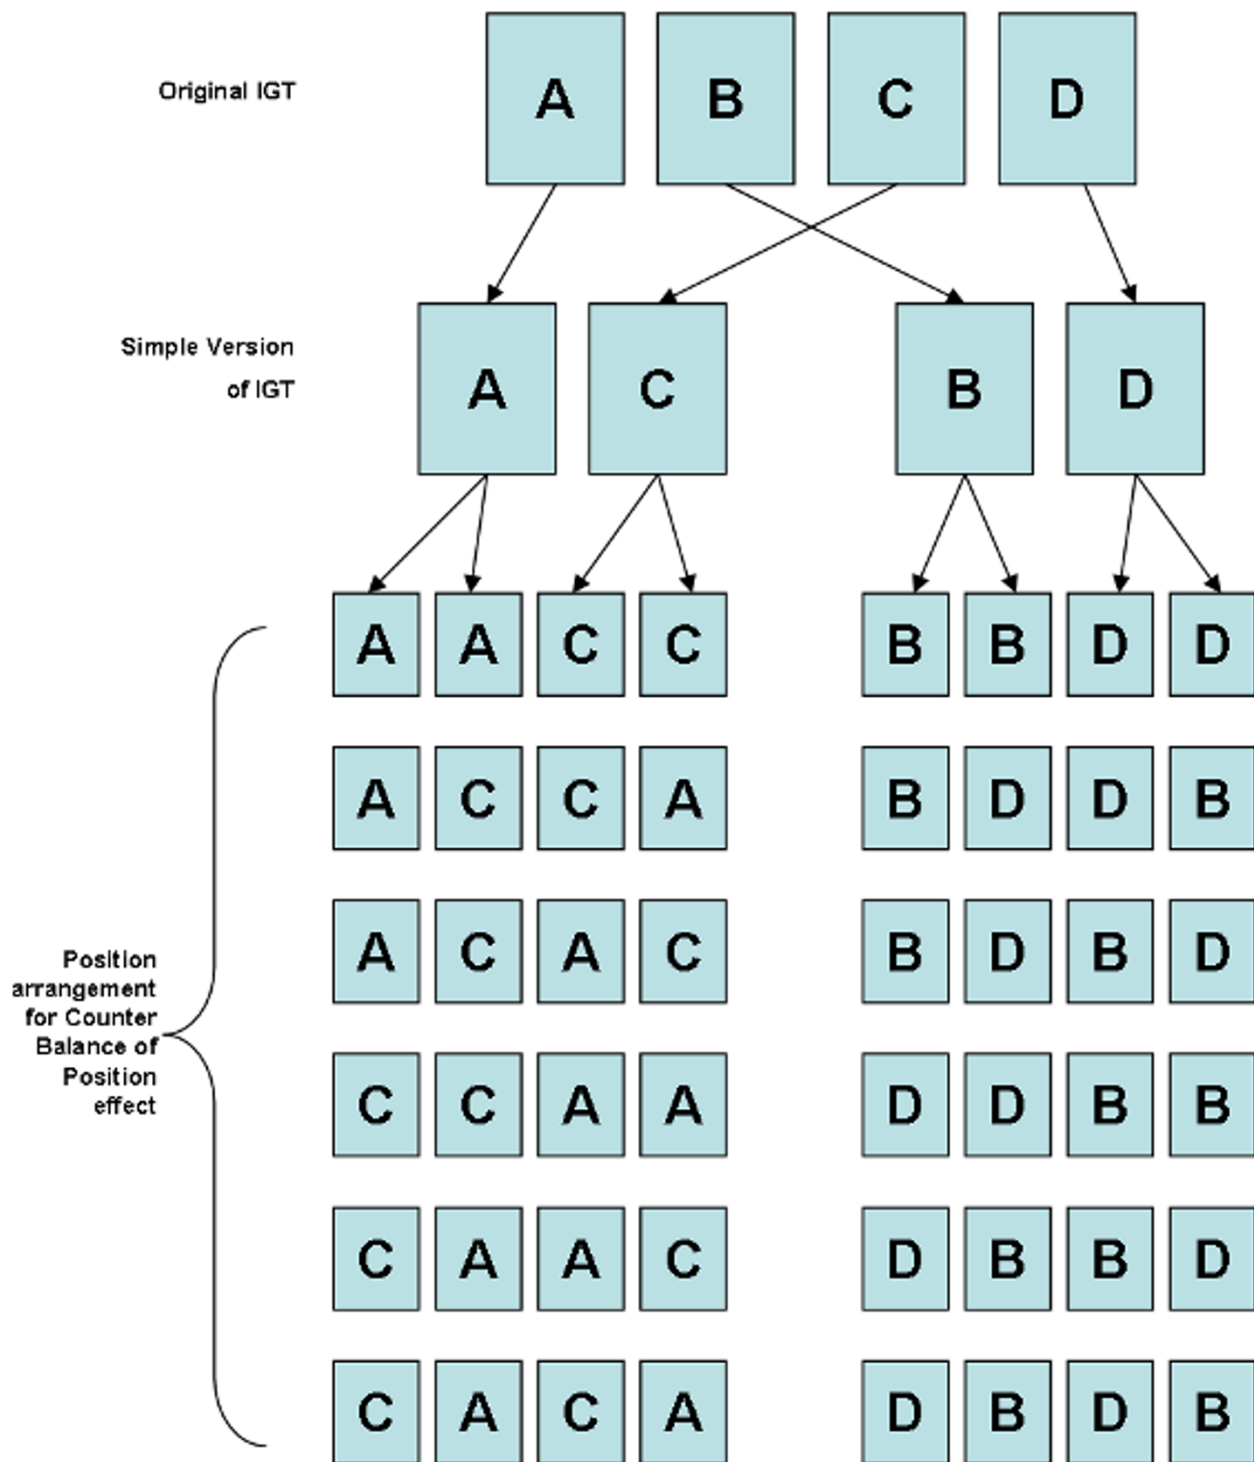 Original IGT
A B C D
Simple Version
of IGT
A C B D
A A C C B B D D
A C C A B D D B
A C A C B D B D
Position
arrangement
for Counter
Balance of
Position
effect
C C A A D D B B
C A A C D B B D
C A C A D B D B